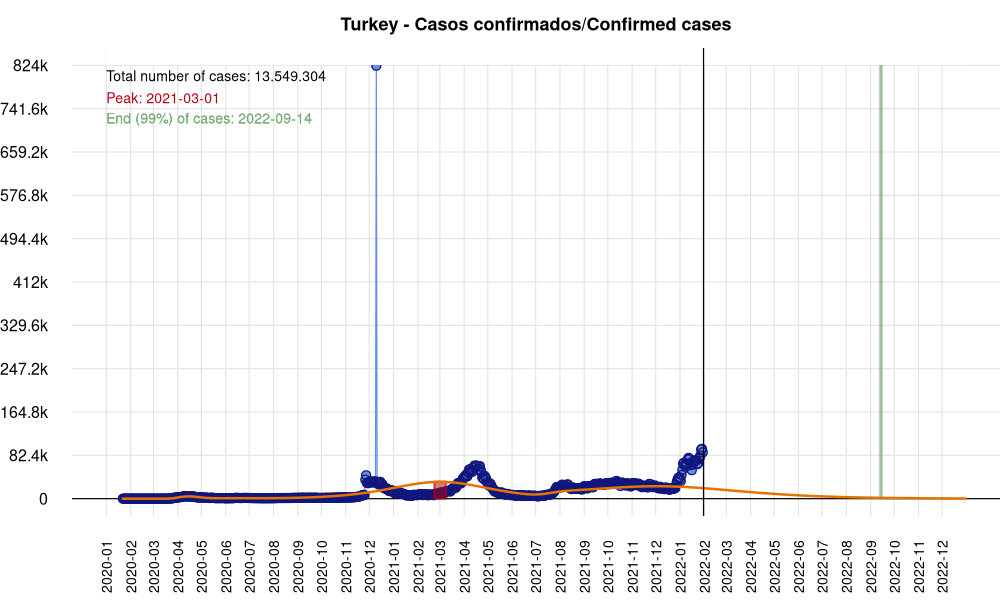 Turkey - Casos confirmados/Confirmed cases
824k
741.6k
659.2k
576.8k
494.4k
412k
329.6k
247.2k
164.8k
82.4k
0
Total number of cases: 13.549.304
Peak: 2021-03-01
End (99%) of cases: 2022-09-14
2020-01
2020-02
2020-03
2020-04
2020-05
2020-06
2020-07
2020-08
2020-09
2020-10
2020-11
2020-12
2021-01
2021-02
2021-03
2021-04
2021-05
2021-06
2021-07
2021-08
2021-09
2021-10
2021-11
2021-12
2022-01
2022-02
2022-03
2022-04
2022-05
2022-06
2022-07
2022-08
2022-09
2022-10
2022-11
2022-12